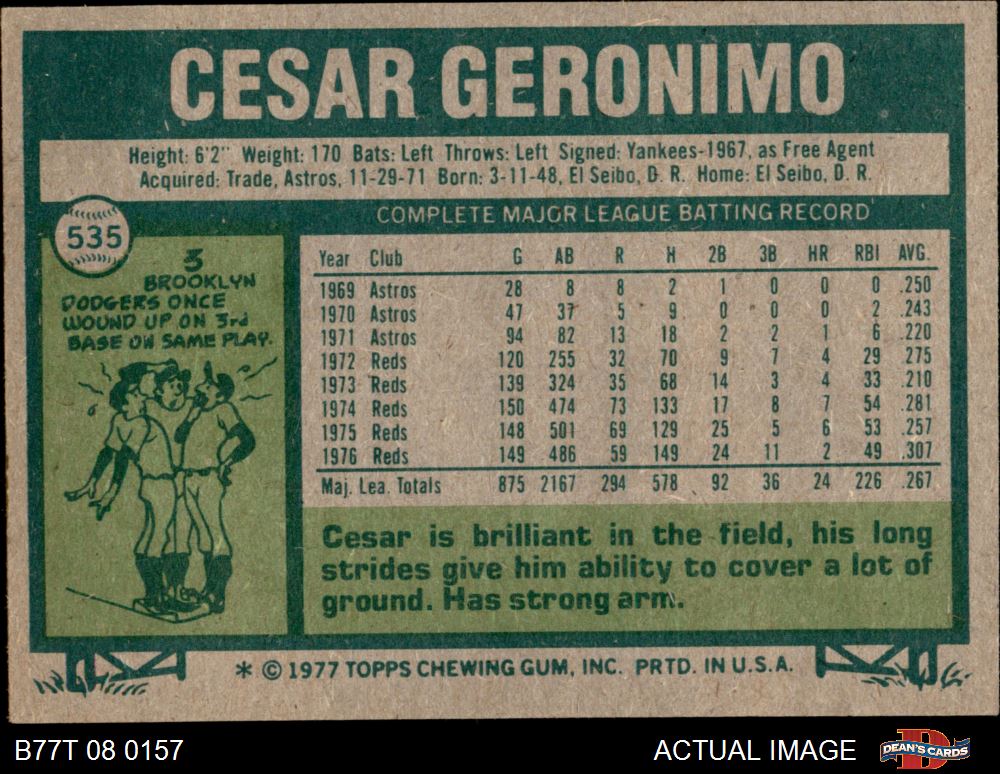 CESAR GERONIMO
Height: 6'2" Weight: 170 Bats: Left Throws: Left Signed: Yankees-1967, as Free Agent
Acquired: Trade, Astros, 11-29-71 Born: 3-11-48, El Seibo, D. R. Home: El Seibo, D. R.
535
3
BROOKLYN
DODGERS ONCE
WOUND UP ON 3rd
BASE ON SAME PLAY.
COMPLETE MAJOR LEAGUE BATTING RECORD
Year Club G AB R H 2B 3B HR RBI AVG.
1969 Astros 28 8 8 2 1 0 0 0 .250
1970 Astros 47 37 5 9 0 0 0 2 .243
1971 Astros 94 82 13 18 2 2 1 6 .220
1972 Reds 120 255 32 70 9 7 4 29 .275
1973 Reds 139 324 35 68 14 3 4 33 .210
1974 Reds 150 474 73 133 17 8 7 54 .281
1975 Reds 148 501 69 129 25 5 6 53 .257
1976 Reds 149 486 59 149 24 11 2 49 .307
Maj. Lea. Totals 875 2167 294 578 92 36 24 226 .267
Cesar is brilliant in the field, his long
strides give him ability to cover a lot of
ground. Has strong arm.
* © 1977 TOPPS CHEWING GUM, INC. PRTD. IN U.S.A.
B77T 08 0157 ACTUAL IMAGE DEAN'S CARDS